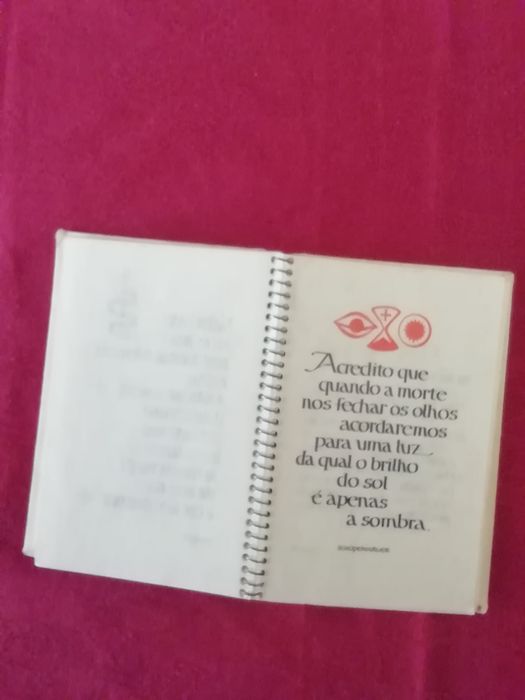 Acredito que
quando a morte
nos fechar os olhos
acordaremos
para uma luz
da qual o brilho
do sol
é apenas
a sombra.
SCHOPENHAUER